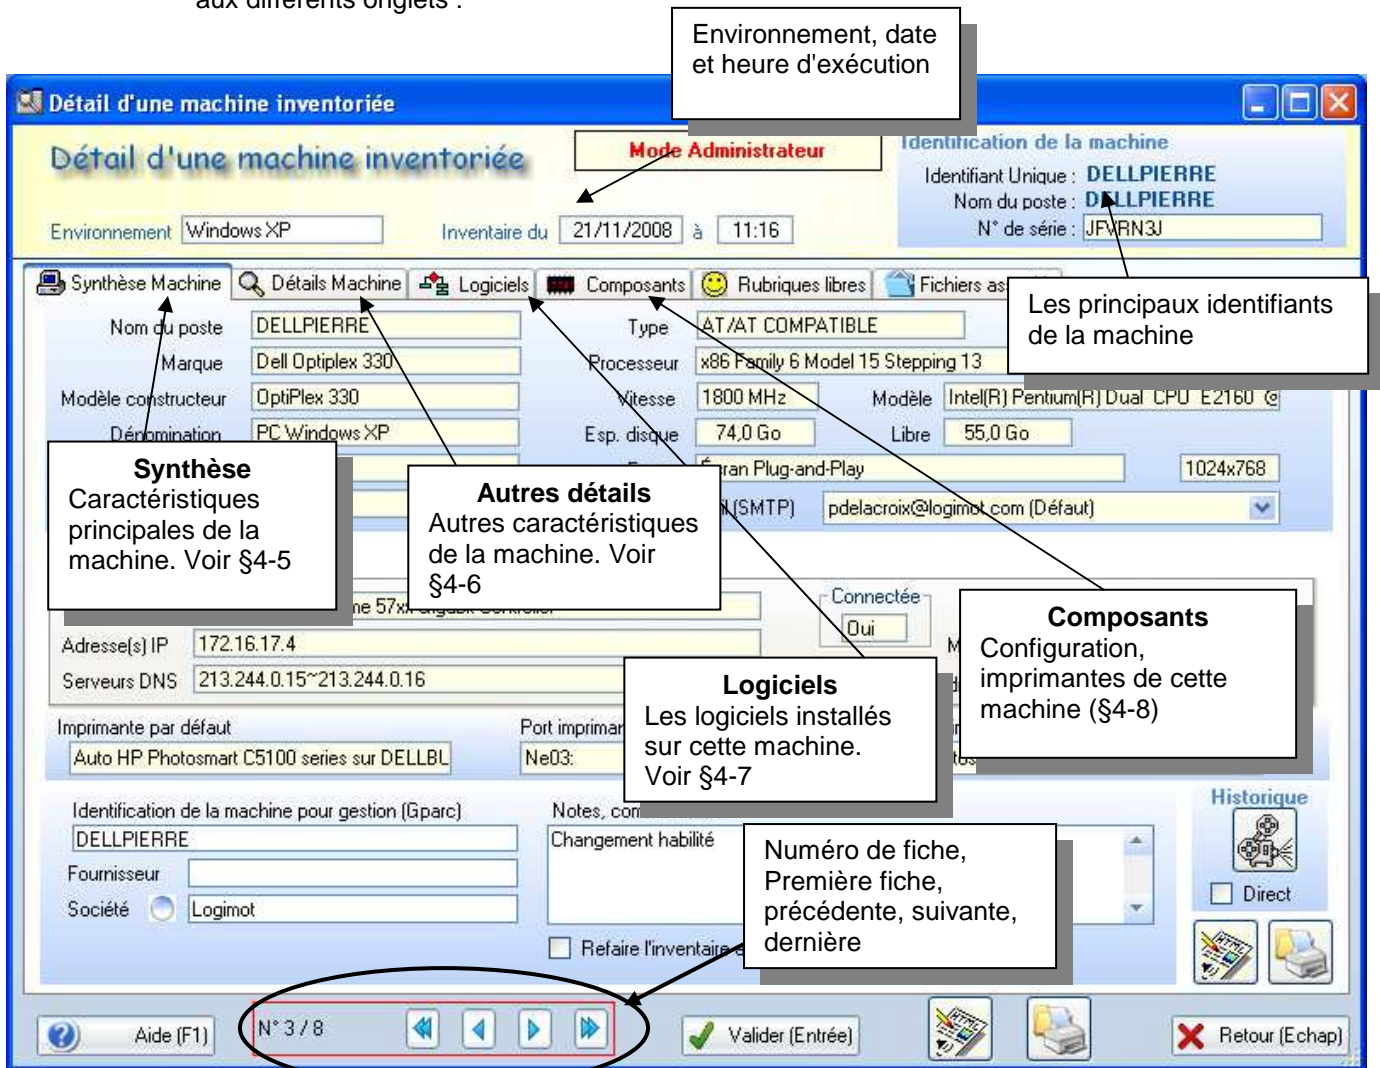 aux différents onglets :
Environnement, date
et heure d'exécution
Détail d'une machine inventoriée
Détail d'une machine inventoriée
Mode Administrateur
Identification de la machine
Identifiant Unique : DELLPIERRE
Nom du poste : DELLPIERRE
N° de série : JFVRN3J
Environnement Windows XP
Inventaire du 21/11/2008 à 11:16
Synthèse Machine Détails Machine Logiciels Composants Rubriques libres Fichiers
Les principaux identifiants
de la machine
Nom du poste DELLPIERRE Type AT/AT COMPATIBLE
Marque Dell Optiplex 330 Processeur x86 Family 6 Model 15 Stepping 13
Modèle constructeur OptiPlex 330 Vitesse 1800 MHz Modèle Intel(R) Pentium(R) Dual CPU E2160 @
Dénomination PC Windows XP Esp. disque 74,0 Go Libre 55,0 Go
Écran Plug-and-Play 1024x768
(SMTP) pdelacroix@logimot.com (Défaut)
Synthèse
Caractéristiques
principales de la
machine. Voir §4-5
Autres détails
Autres caractéristiques
de la machine. Voir
§4-6
57xx Gigabit Controller
Connectée
Oui
Adresse(s) IP 172.16.17.4
Serveurs DNS 213.244.0.15~213.244.0.16
Logiciels
Les logiciels installés
sur cette machine.
Voir §4-7
Composants
Configuration,
imprimantes de cette
machine (§4-8)
Imprimante par défaut
Auto HP Photosmart C5100 series sur DELLBL
Port
Ne03:
Identification de la machine pour gestion (Gparc)
DELLPIERRE
Fournisseur
Société Logimot
Notes,
Changement habilité
Refaire l'inventaire
Numéro de fiche,
Première fiche,
précédente, suivante,
dernière
Historique
Direct
Aide (F1)
N° 3 / 8
Valider (Entrée)
Retour (Echap)